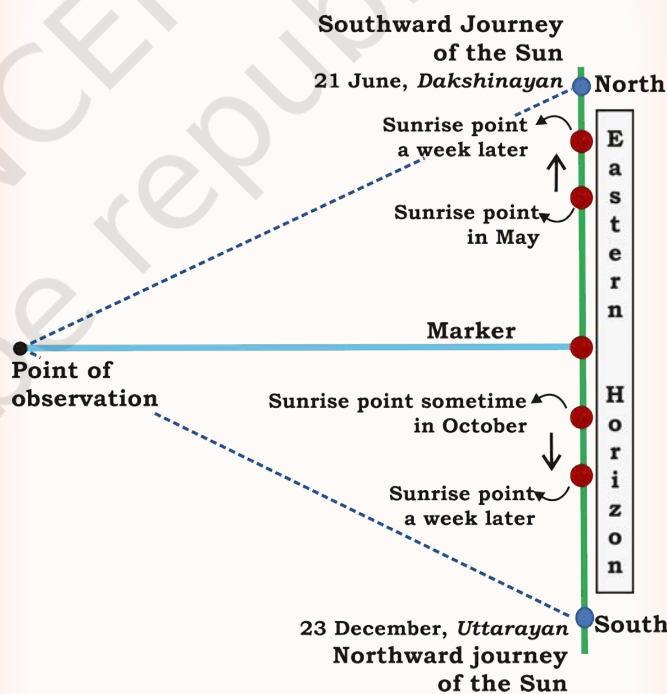 Southward Journey
of the Sun
21 June, Dakshinayan
North
Sunrise point
a week later
Sunrise point
in May
Eastern Horizon
Marker
Point of
observation
Sunrise point sometime
in October
Sunrise point
a week later
23 December, Uttarayan
South
Northward journey
of the Sun
be republ